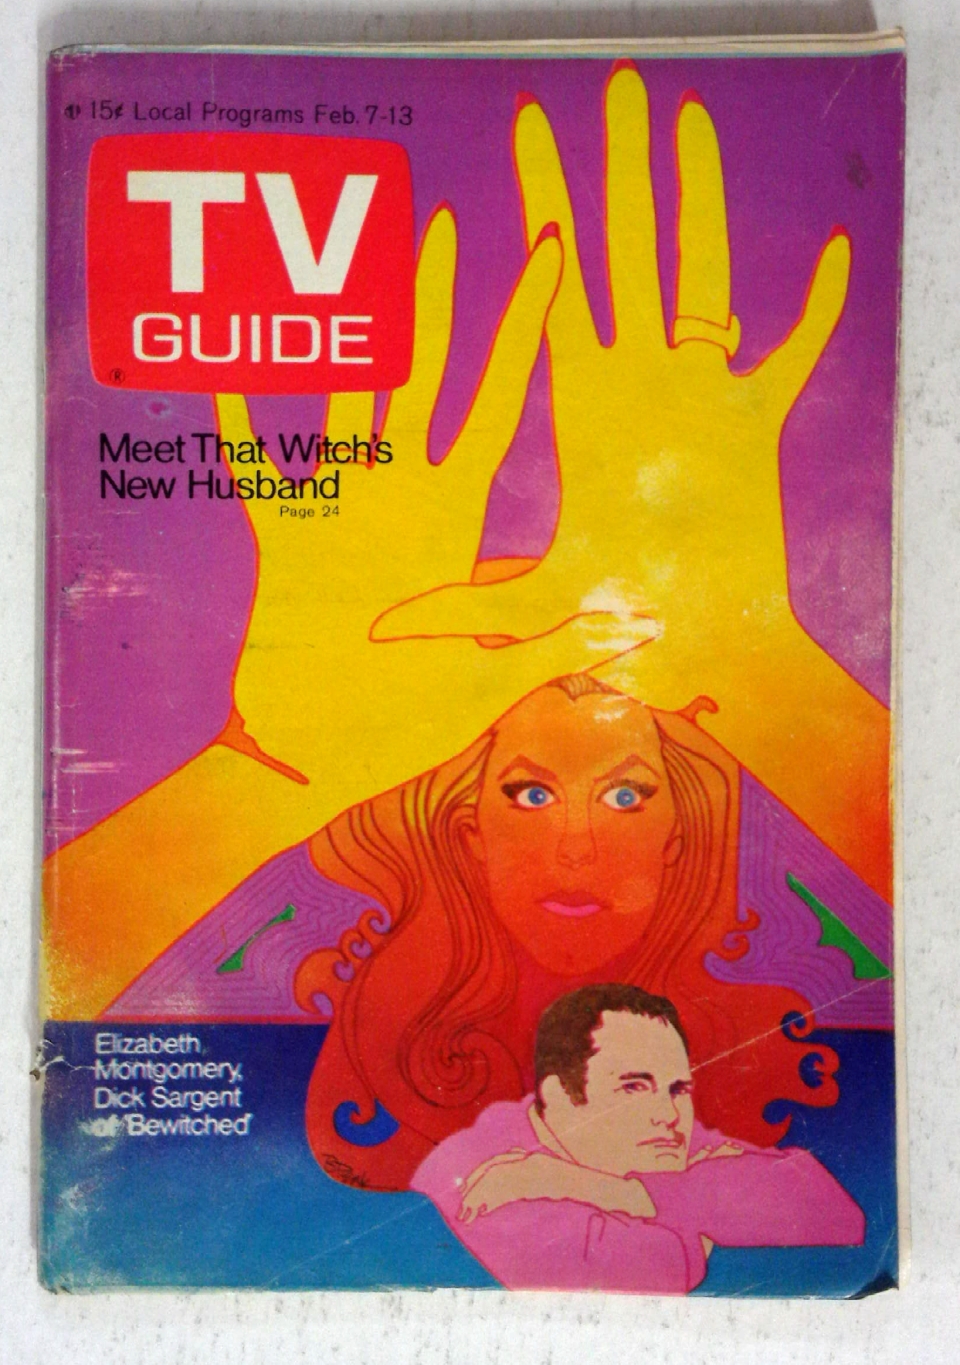 15¢ Local Programs Feb. 7-13
TV
GUIDE
®
Meet That Witch's
New Husband
Page 24
Elizabeth
Montgomery,
Dick Sargent
of 'Bewitched'